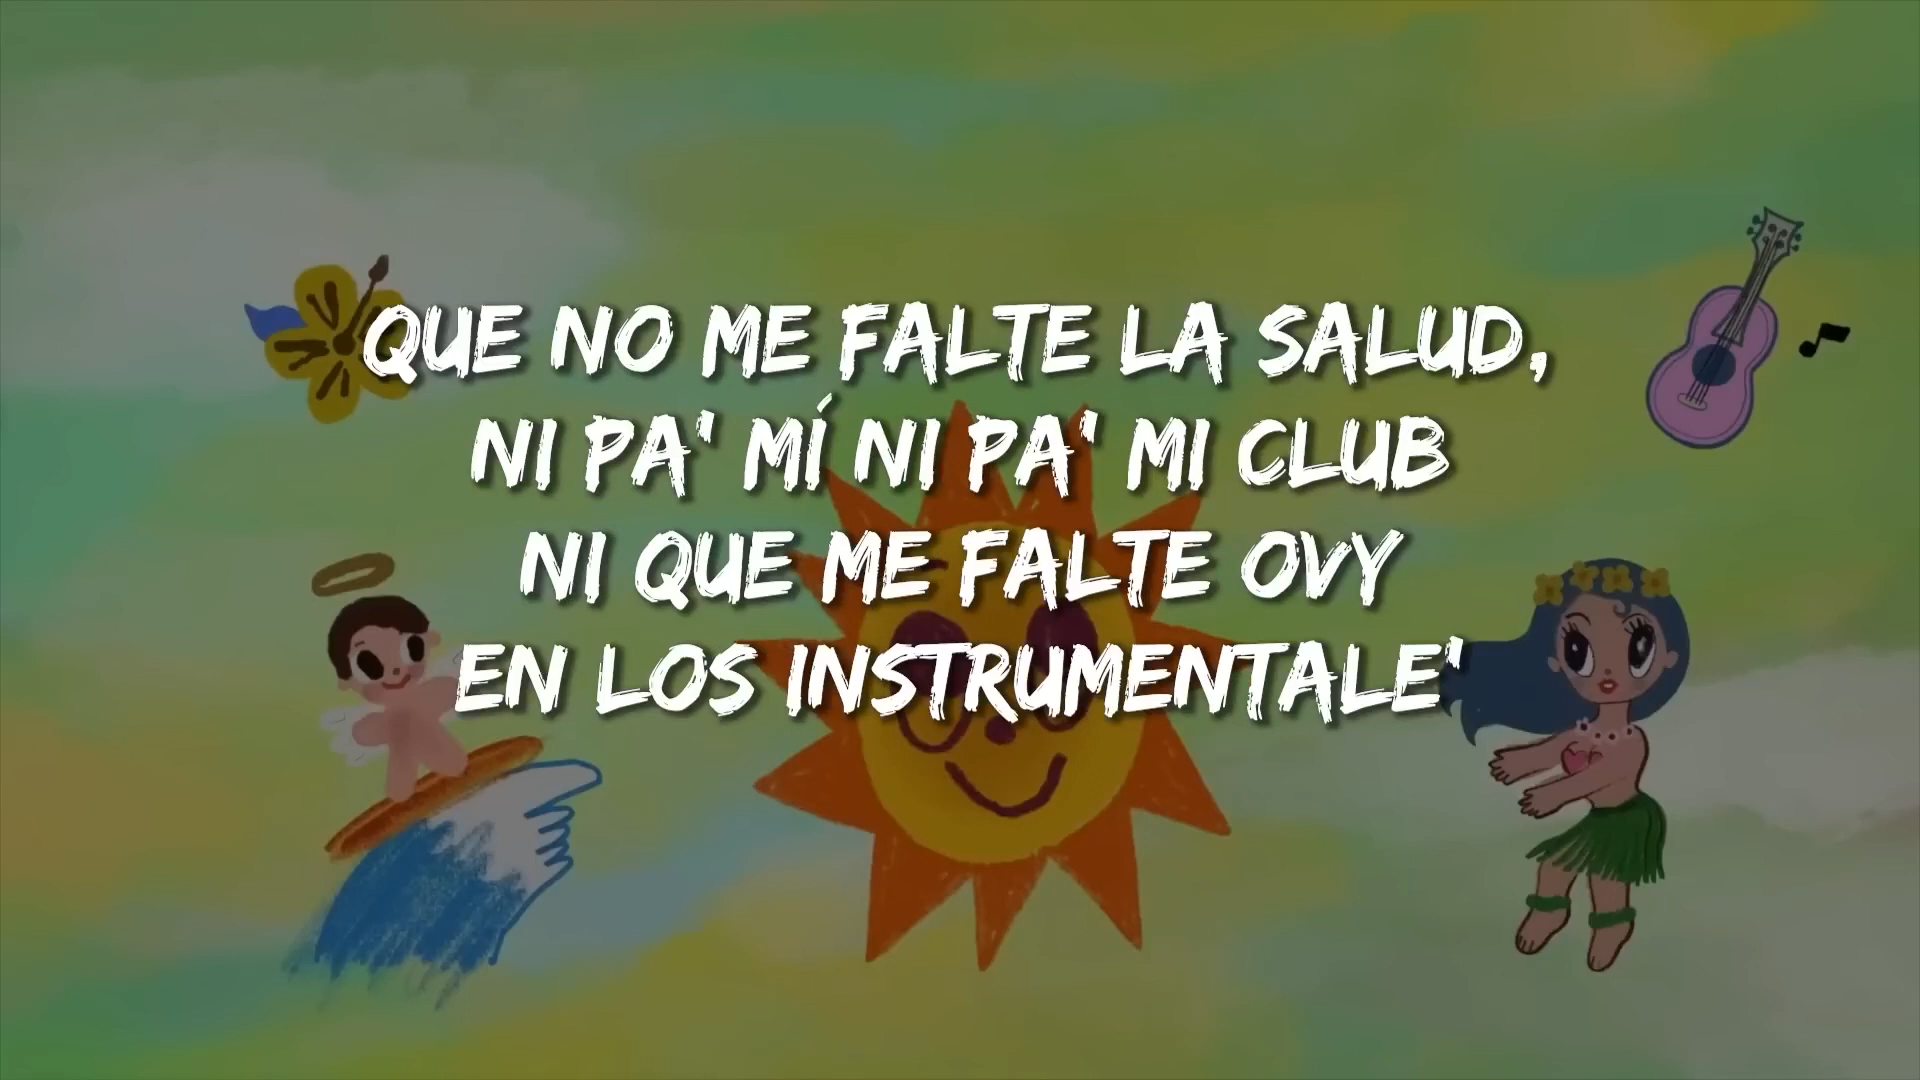 QUE NO ME FALTE LA SALUD,
NI PA' MÍ NI PA' MI CLUB
NI QUE ME FALTE OVY
EN LOS INSTRUMENTALE'